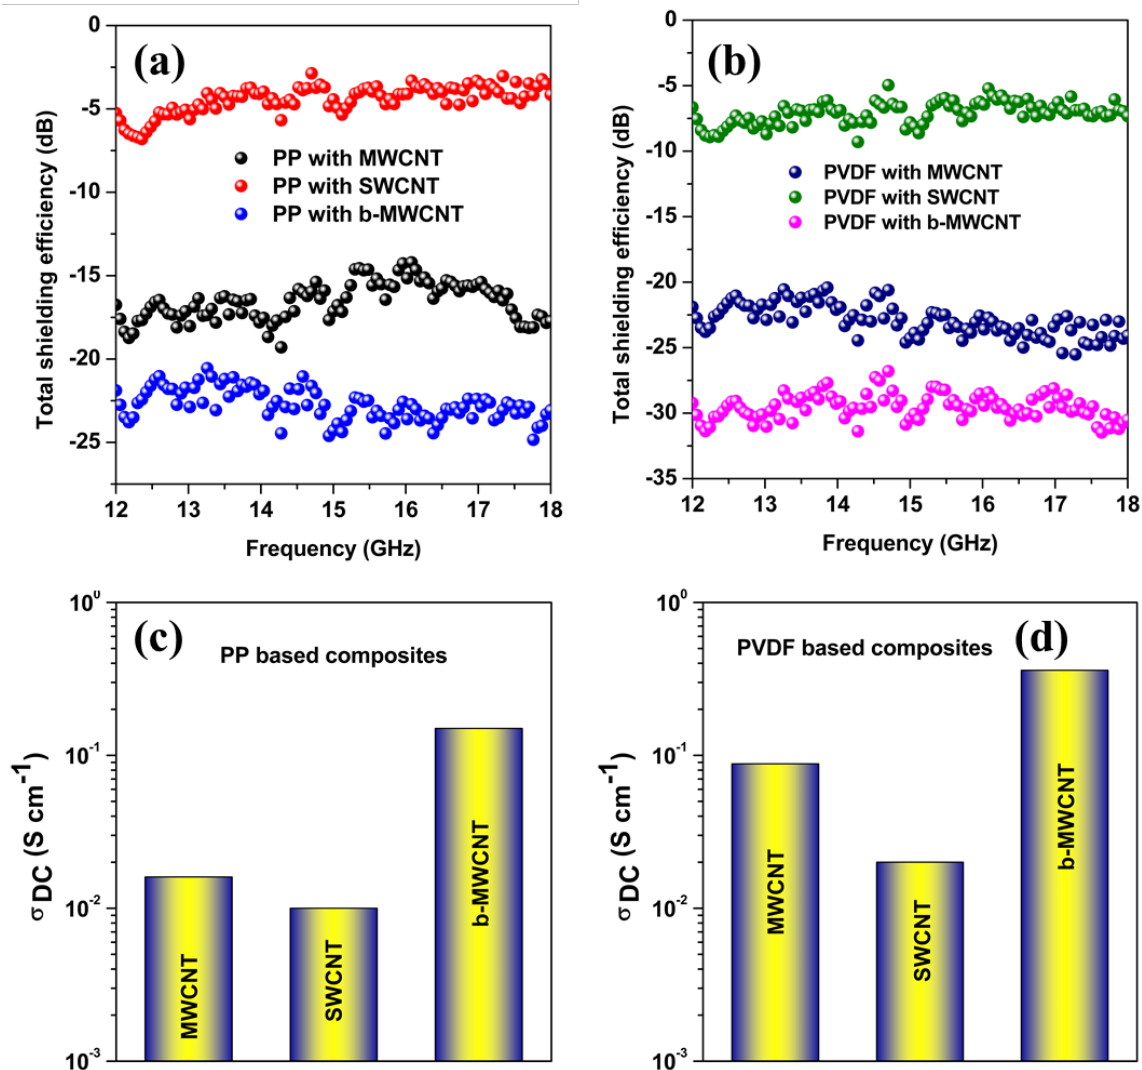 (a)
0
-5
-10
-15
-20
-25
Total shielding efficiency (dB)
PP with MWCNT
PP with SWCNT
PP with b-MWCNT
12 13 14 15 16 17 18
Frequency (GHz)
(b)
0
-5
-10
-15
-20
-25
-30
-35
Total shielding efficiency (dB)
PVDF with MWCNT
PVDF with SWCNT
PVDF with b-MWCNT
12 13 14 15 16 17 18
Frequency (GHz)
(c)
PP based composites
10⁰
10⁻¹
10⁻²
10⁻³
σDC (S cm⁻¹)
MWCNT
SWCNT
b-MWCNT
(d)
PVDF based composites
10⁰
10⁻¹
10⁻²
10⁻³
σDC (S cm⁻¹)
MWCNT
SWCNT
b-MWCNT